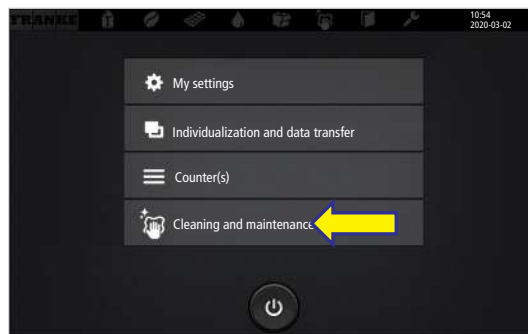 FRANKE
10:54
2020-03-02
My settings
Individualization and data transfer
Counter(s)
Cleaning and maintenance